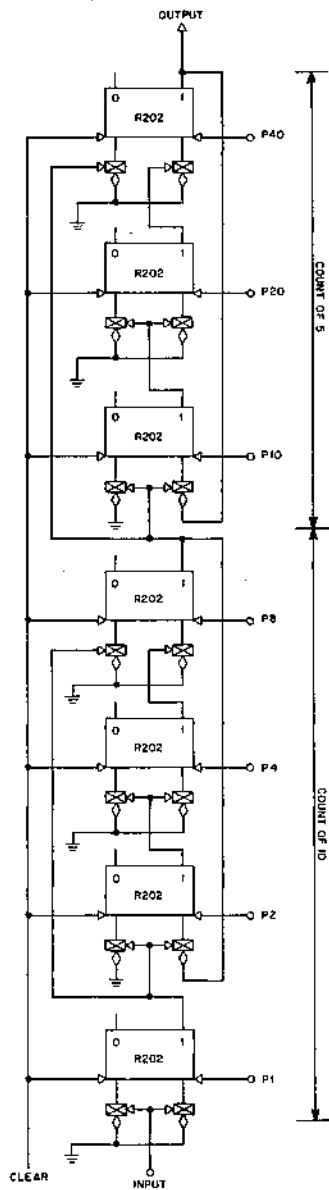 OUTPUT
0 1
R202
P40
0 1
R202
P20
COUNT OF 5
0 1
R202
P10
0 1
R202
P8
0 1
R202
P4
COUNT OF 10
0 1
R202
P2
0 1
R202
P1
CLEAR
INPUT